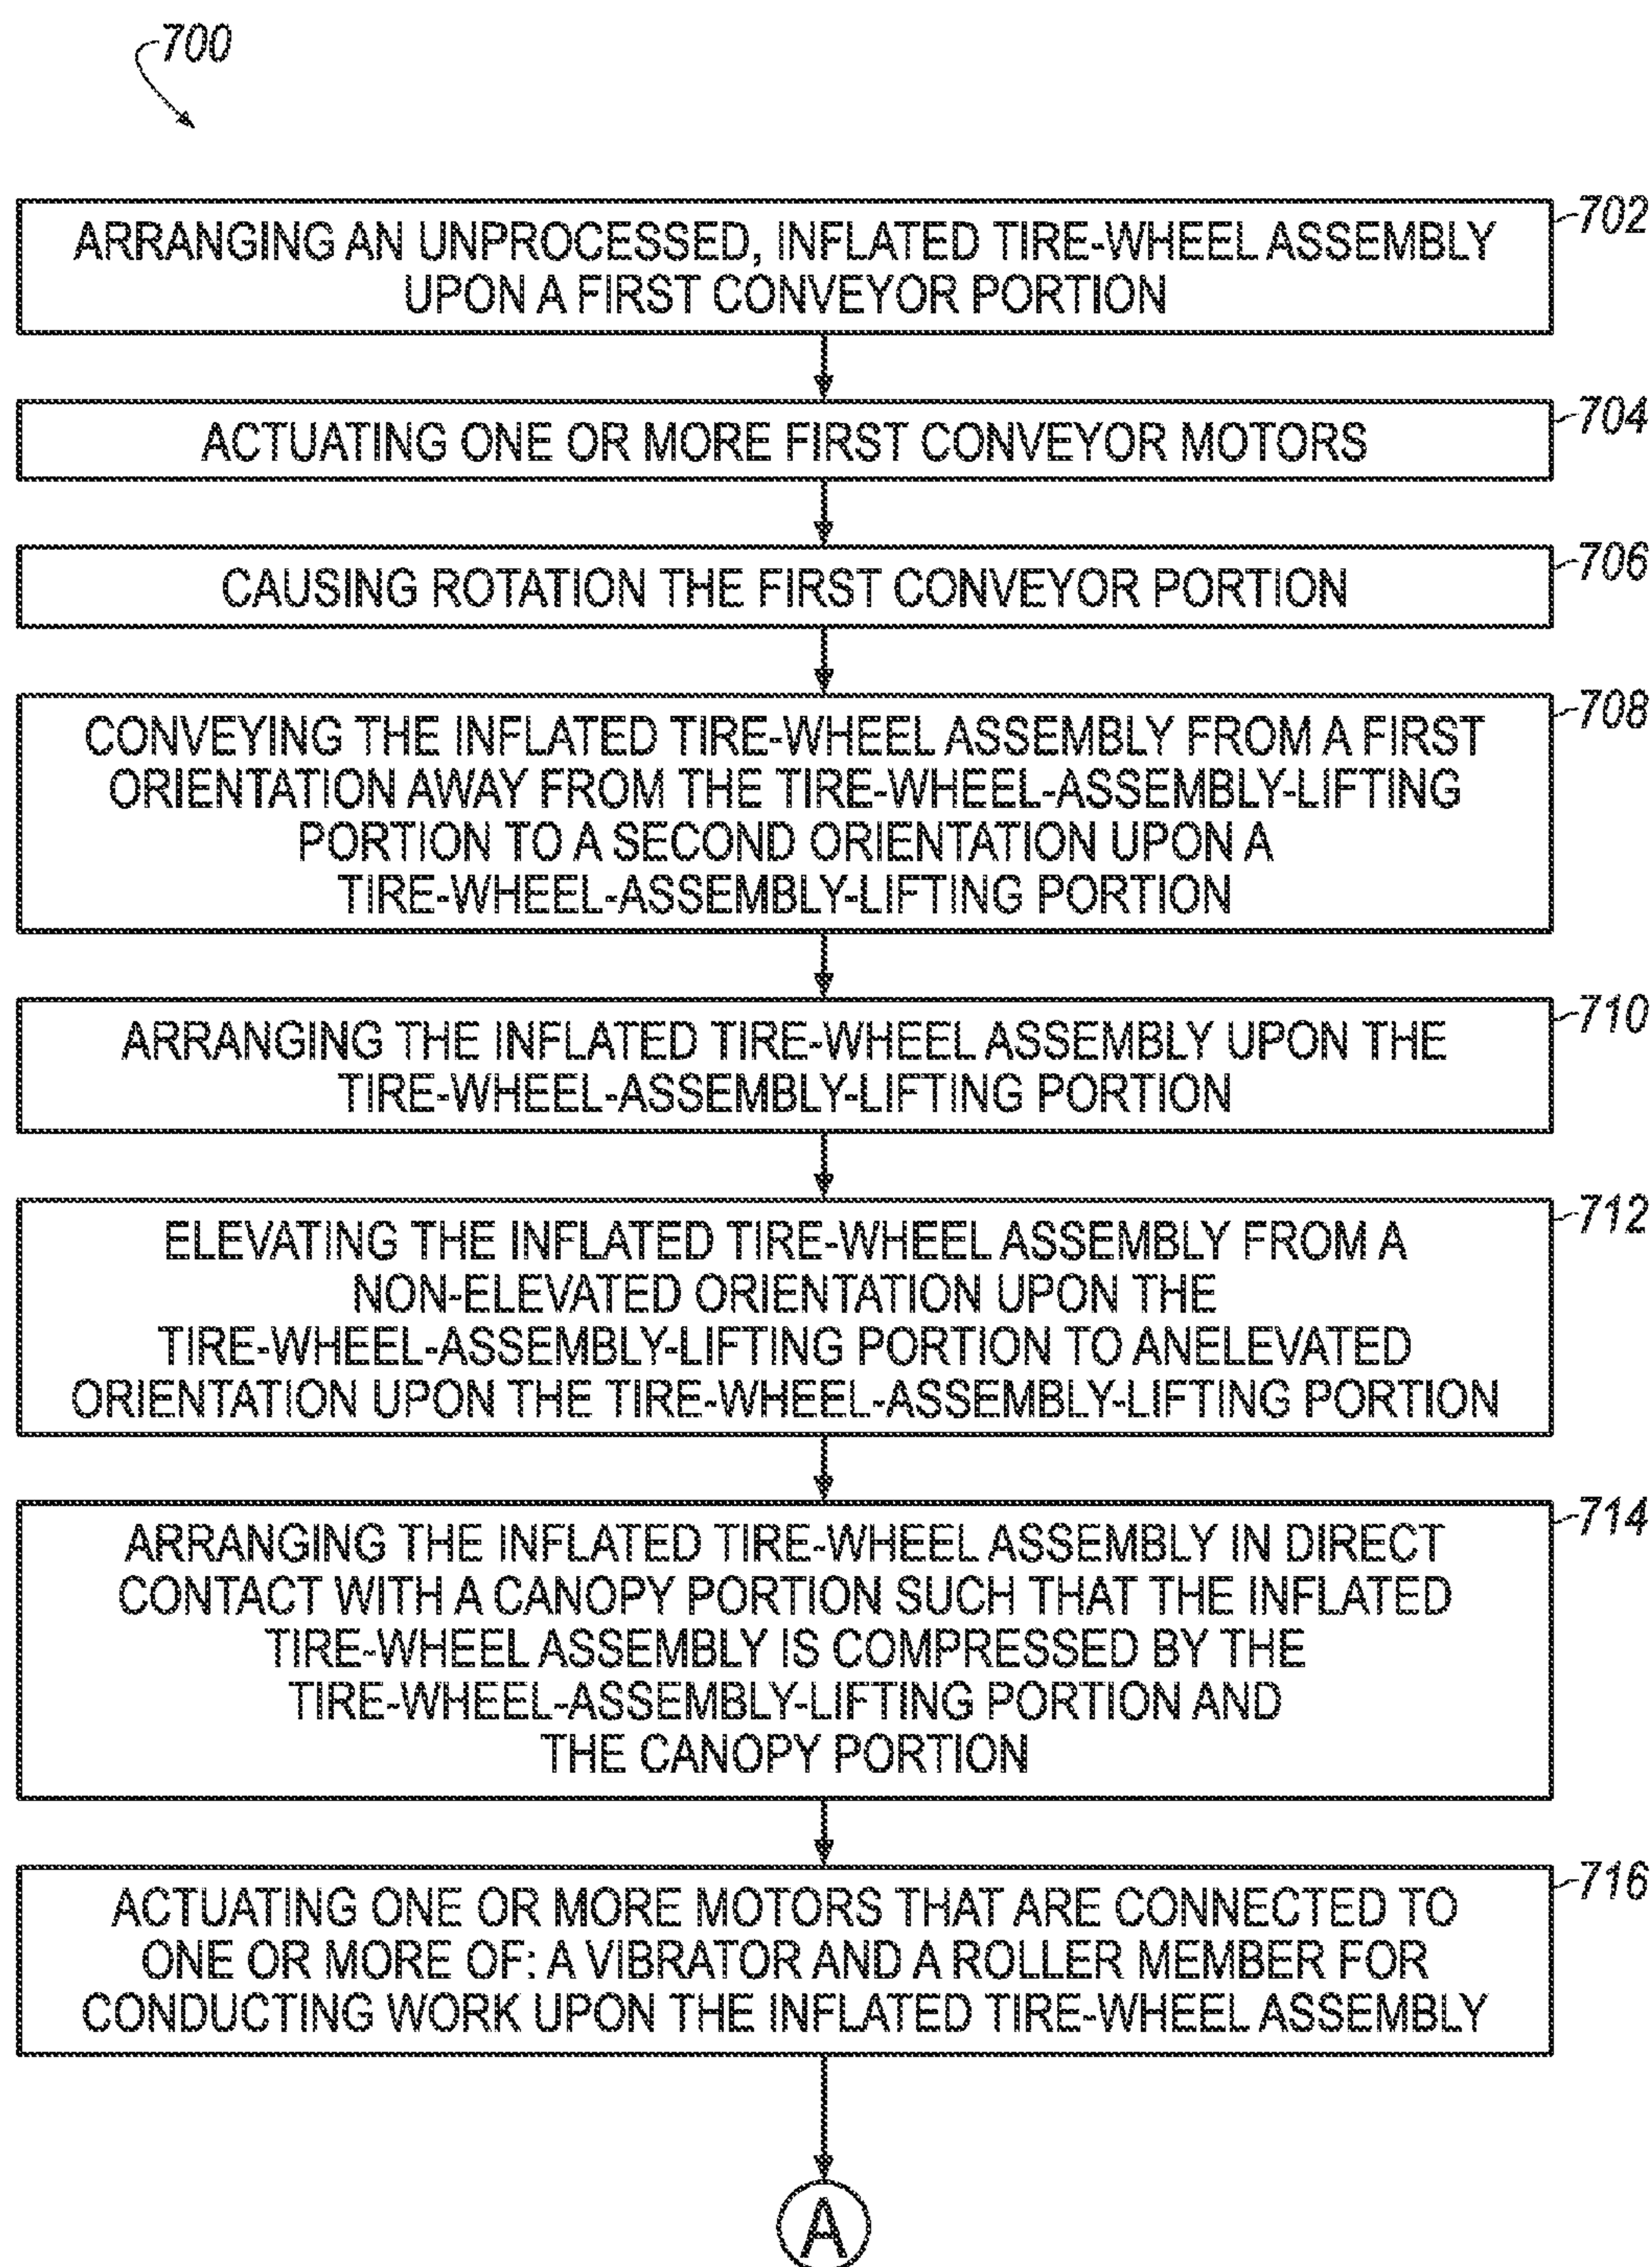 700
702
ARRANGING AN UNPROCESSED, INFLATED TIRE-WHEEL ASSEMBLY
UPON A FIRST CONVEYOR PORTION
704
ACTUATING ONE OR MORE FIRST CONVEYOR MOTORS
706
CAUSING ROTATION THE FIRST CONVEYOR PORTION
708
CONVEYING THE INFLATED TIRE-WHEEL ASSEMBLY FROM A FIRST
ORIENTATION AWAY FROM THE TIRE-WHEEL-ASSEMBLY-LIFTING
PORTION TO A SECOND ORIENTATION UPON A
TIRE-WHEEL-ASSEMBLY-LIFTING PORTION
710
ARRANGING THE INFLATED TIRE-WHEEL ASSEMBLY UPON THE
TIRE-WHEEL-ASSEMBLY-LIFTING PORTION
712
ELEVATING THE INFLATED TIRE-WHEEL ASSEMBLY FROM A
NON-ELEVATED ORIENTATION UPON THE
TIRE-WHEEL-ASSEMBLY-LIFTING PORTION TO ANELEVATED
ORIENTATION UPON THE TIRE-WHEEL-ASSEMBLY-LIFTING PORTION
714
ARRANGING THE INFLATED TIRE-WHEEL ASSEMBLY IN DIRECT
CONTACT WITH A CANOPY PORTION SUCH THAT THE INFLATED
TIRE-WHEEL ASSEMBLY IS COMPRESSED BY THE
TIRE-WHEEL-ASSEMBLY-LIFTING PORTION AND
THE CANOPY PORTION
716
ACTUATING ONE OR MORE MOTORS THAT ARE CONNECTED TO
ONE OR MORE OF: A VIBRATOR AND A ROLLER MEMBER FOR
CONDUCTING WORK UPON THE INFLATED TIRE-WHEEL ASSEMBLY
A